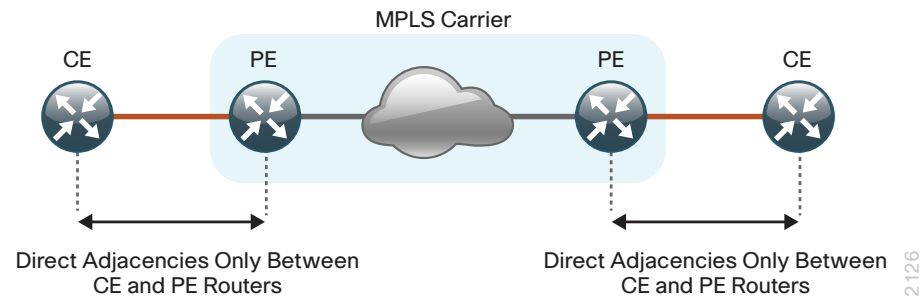 MPLS Carrier
CE
PE
PE
CE
Direct Adjacencies Only Between
CE and PE Routers
Direct Adjacencies Only Between
CE and PE Routers
2126